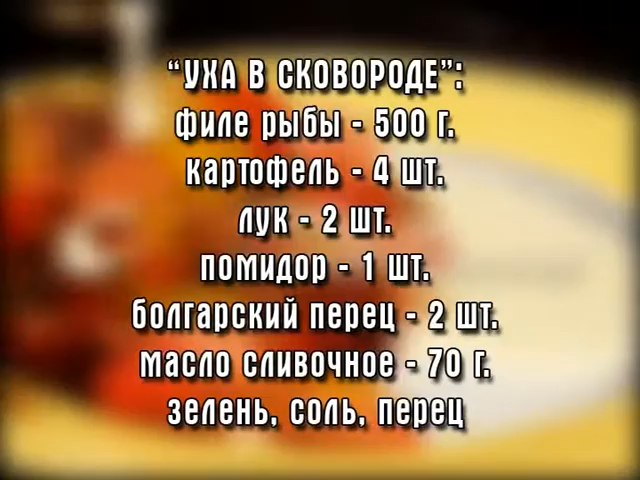 “УХА В СКОВОРОДЕ”:
филе рыбы - 500 г.
картофель - 4 шт.
лук - 2 шт.
помидор - 1 шт.
болгарский перец - 2 шт.
масло сливочное - 70 г.
зелень, соль, перец